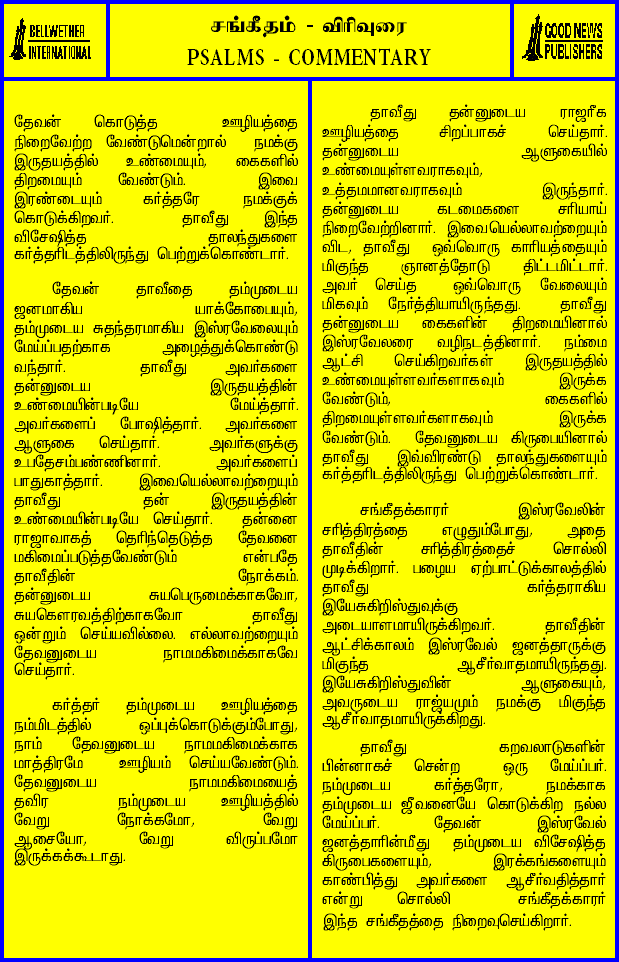 BELLWETHER
INTERNATIONAL
சங்கீதம் - விரிவுரை
PSALMS - COMMENTARY
GOOD NEWS
PUBLISHERS
தேவன் கொடுத்த ஊழியத்தை
நிறைவேற்ற வேண்டுமென்றால் நமக்கு
இருதயத்தில் உண்மையும், கைகளில்
திறமையும் வேண்டும். இவை
இரண்டையும் கர்த்தரே நமக்குக்
கொடுக்கிறவர். தாவீது இந்த
விசேஷித்த தாலந்துகளை
கர்த்தரிடத்திலிருந்து பெற்றுக்கொண்டார்.
தேவன் தாவீதை தம்முடைய
ஜனமாகிய யாக்கோபையும்,
தம்முடைய சுதந்தரமாகிய இஸ்ரவேலையும்
மேய்ப்பதற்காக அழைத்துக்கொண்டு
வந்தார். தாவீது அவர்களை
தன்னுடைய இருதயத்தின்
உண்மையின்படியே மேய்த்தார்.
அவர்களைப் போஷித்தார். அவர்களை
ஆளுகை செய்தார். அவர்களுக்கு
உபதேசம்பண்ணினார். அவர்களைப்
பாதுகாத்தார். இவையெல்லாவற்றையும்
தாவீது தன் இருதயத்தின்
உண்மையின்படியே செய்தார். தன்னை
ராஜாவாகத் தெரிந்தெடுத்த தேவனை
மகிமைப்படுத்தவேண்டும் என்பதே
தாவீதின் நோக்கம்.
தன்னுடைய சுயபெருமைக்காகவோ,
சுயகௌரவத்திற்காகவோ தாவீது
ஒன்றும் செய்யவில்லை. எல்லாவற்றையும்
தேவனுடைய நாமமகிமைக்காகவே
செய்தார்.
கர்த்தர் தம்முடைய ஊழியத்தை
நம்மிடத்தில் ஒப்புக்கொடுக்கும்போது,
நாம் தேவனுடைய நாமமகிமைக்காக
மாத்திரமே ஊழியம் செய்யவேண்டும்.
தேவனுடைய நாமமகிமையைத்
தவிர நம்முடைய ஊழியத்தில்
வேறு நோக்கமோ, வேறு
ஆசையோ, வேறு விருப்பமோ
இருக்கக்கூடாது.
தாவீது தன்னுடைய ராஜரீக
ஊழியத்தை சிறப்பாகச் செய்தார்.
தன்னுடைய ஆளுகையில்
உண்மையுள்ளவராகவும்,
உத்தமமானவராகவும் இருந்தார்.
தன்னுடைய கடமைகளை சரியாய்
நிறைவேற்றினார். இவையெல்லாவற்றையும்
விட, தாவீது ஒவ்வொரு காரியத்தையும்
மிகுந்த ஞானத்தோடு திட்டமிட்டார்.
அவர் செய்த ஒவ்வொரு வேலையும்
மிகவும் நேர்த்தியாயிருந்தது. தாவீது
தன்னுடைய கைகளின் திறமையினால்
இஸ்ரவேலரை வழிநடத்தினார். நம்மை
ஆட்சி செய்கிறவர்கள் இருதயத்தில்
உண்மையுள்ளவர்களாகவும் இருக்க
வேண்டும், கைகளில்
திறமையுள்ளவர்களாகவும் இருக்க
வேண்டும். தேவனுடைய கிருபையினால்
தாவீது இவ்விரண்டு தாலந்துகளையும்
கர்த்தரிடத்திலிருந்து பெற்றுக்கொண்டார்.
சங்கீதக்காரர் இஸ்ரவேலின்
சரித்திரத்தை எழுதும்போது, அதை
தாவீதின் சரித்திரத்தைச் சொல்லி
முடிக்கிறார். பழைய ஏற்பாட்டுக்காலத்தில்
தாவீது கர்த்தராகிய
இயேசுகிறிஸ்துவுக்கு
அடையாளமாயிருக்கிறவர். தாவீதின்
ஆட்சிக்காலம் இஸ்ரவேல் ஜனத்தாருக்கு
மிகுந்த ஆசீர்வாதமாயிருந்தது.
இயேசுகிறிஸ்துவின் ஆளுகையும்,
அவருடைய ராஜ்யமும் நமக்கு மிகுந்த
ஆசீர்வாதமாயிருக்கிறது.
தாவீது கறவலாடுகளின்
பின்னாகச் சென்ற ஒரு மேய்ப்பர்.
நம்முடைய கர்த்தரோ, நமக்காக
தம்முடைய ஜீவனையே கொடுக்கிற நல்ல
மேய்ப்பர். தேவன் இஸ்ரவேல்
ஜனத்தாரின்மீது தம்முடைய விசேஷித்த
கிருபைகளையும், இரக்கங்களையும்
காண்பித்து அவர்களை ஆசீர்வதித்தார்
என்று சொல்லி சங்கீதக்காரர்
இந்த சங்கீதத்தை நிறைவுசெய்கிறார்.